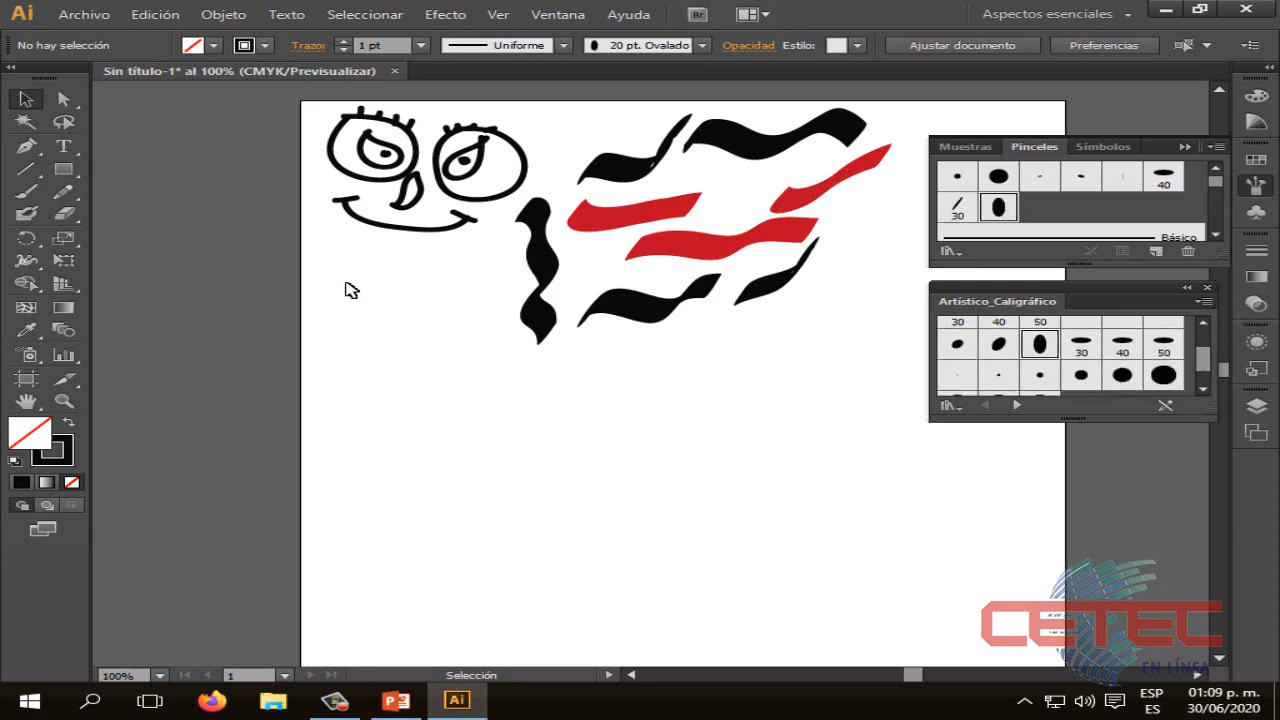 Ai Archivo Edición Objeto Texto Seleccionar Efecto Ver Ventana Ayuda Br Aspectos esenciales
No hay selección Trazo: 1 pt Uniforme 20 pt. Ovalado Opacidad Estilo: Ajustar documento Preferencias
Sin título-1* al 100% (CMYK/Previsualizar)
Muestras Pinceles Símbolos
40
30
Básico
Artístico_Caligráfico
30 40 50
30 40 50
CETEC
EN LÍNEA
100% 1 Selección
ESP 01:09 p. m.
ES 30/06/2020